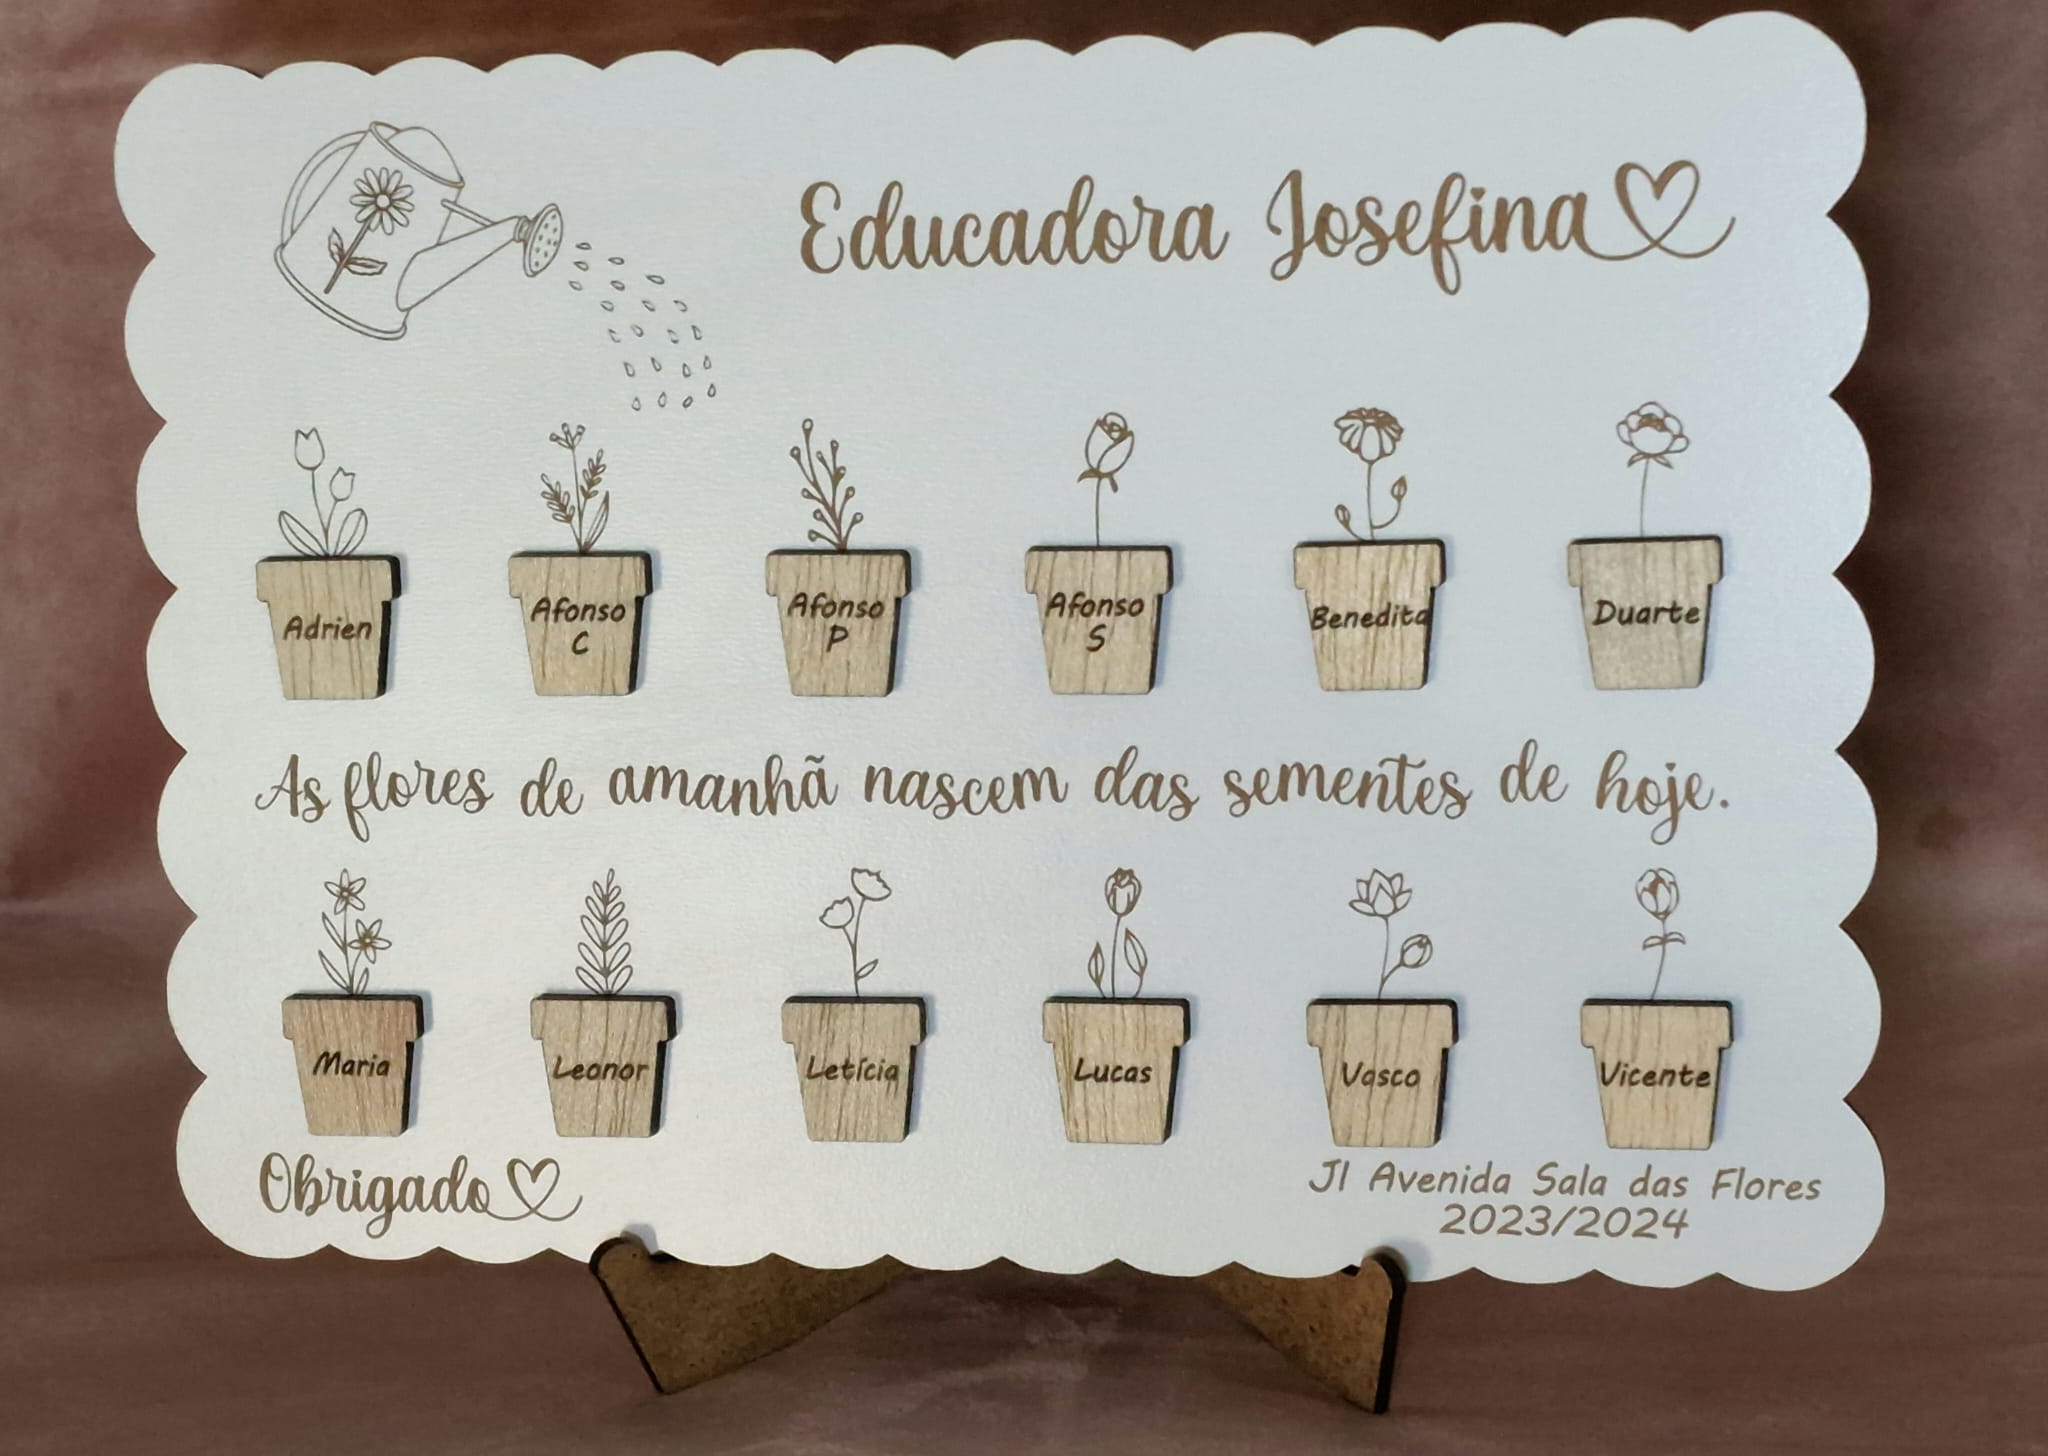 Educadora Josefina
Adrien
Afonso
C
Afonso
P
Afonso
S
Benedita
Duarte
As flores de amanhã nascem das sementes de hoje.
Maria
Leonor
Letícia
Lucas
Vasco
Vicente
Obrigado
JI Avenida Sala das Flores
2023/2024